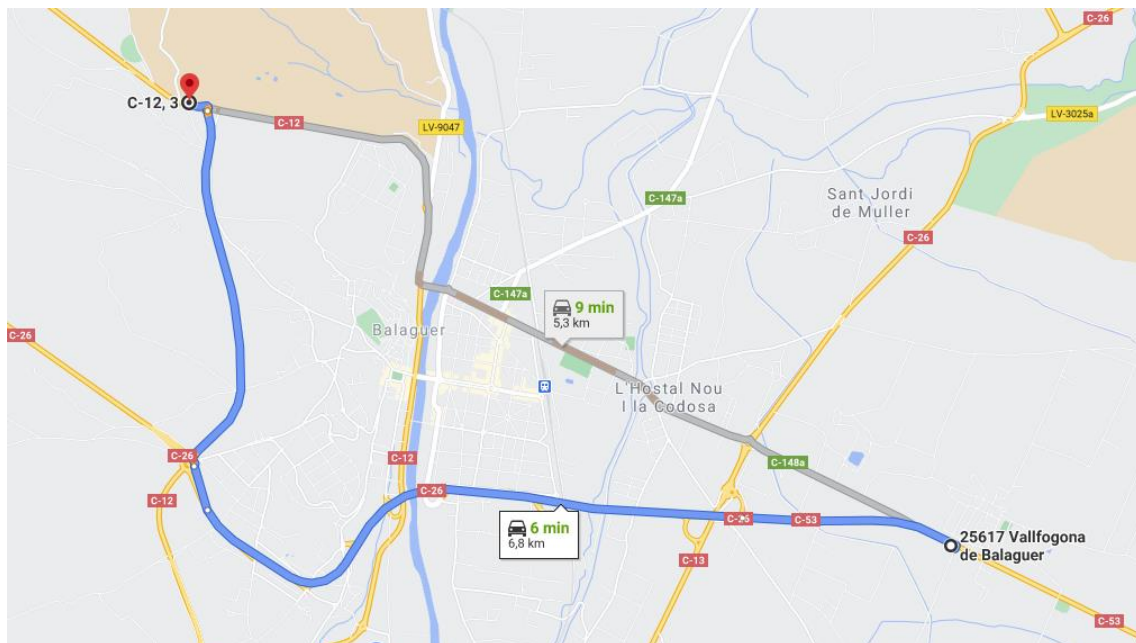 C-26
C-26
C-12, 3
C-12
LV-9047
LV-3025a
C-147a
Sant Jordi
de Muller
C-26
C-147a
9 min
5,3 km
Balaguer
C-26
L'Hostal Nou
I la Codosa
C-26
C-12
C-148a
C-12
C-26
6 min
6,8 km
C-26
C-53
25617 Vallfogona
de Balaguer
C-13
C-53